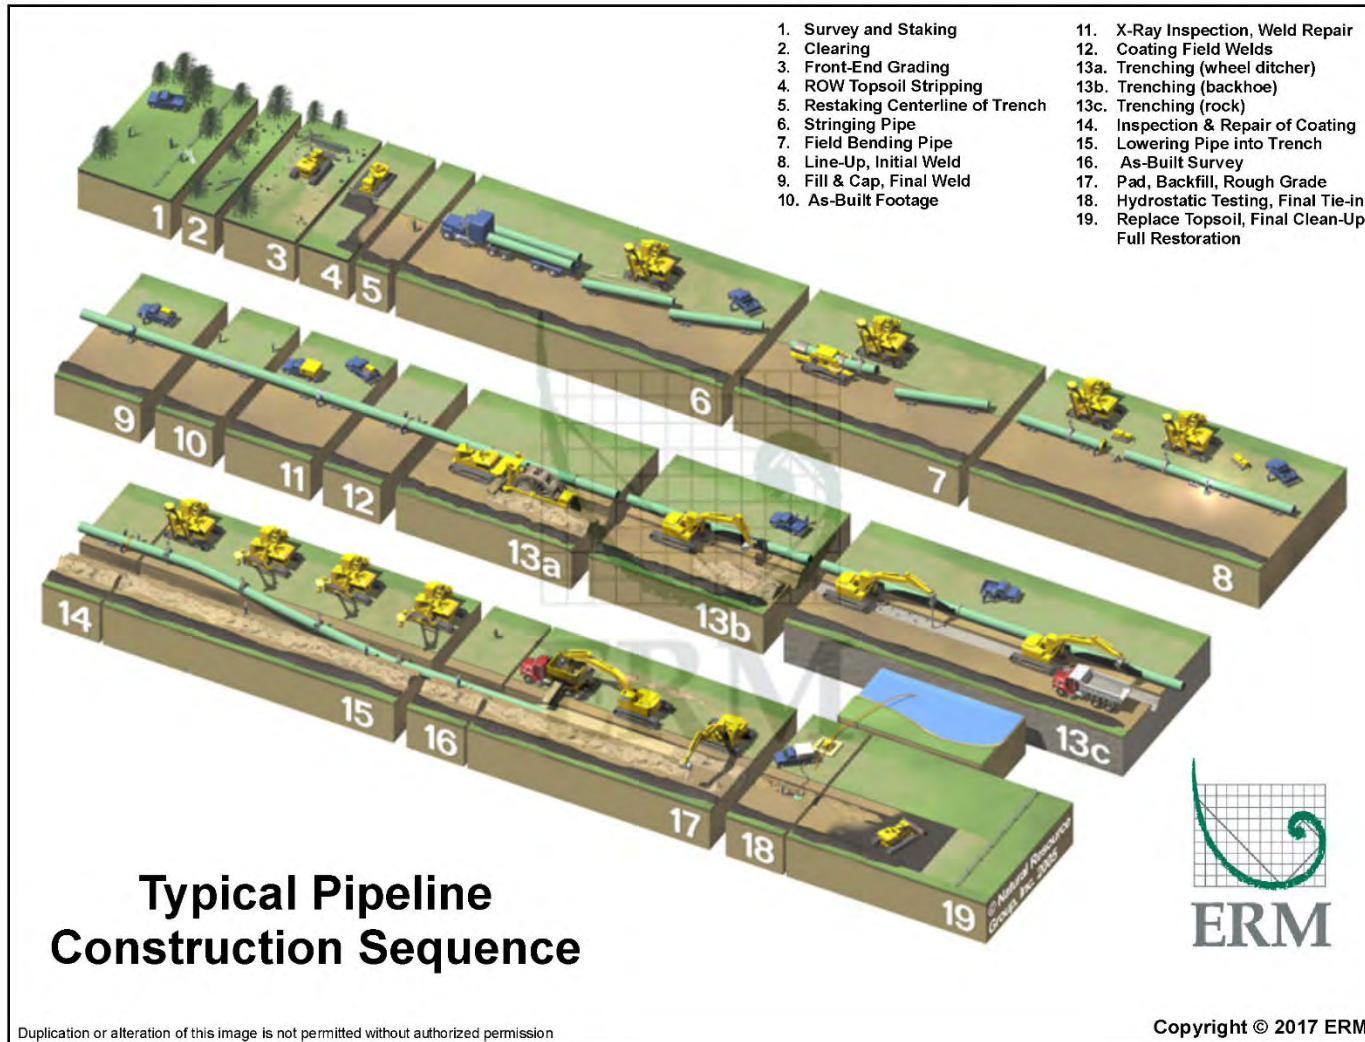 1. Survey and Staking
2. Clearing
3. Front-End Grading
4. ROW Topsoil Stripping
5. Restaking Centerline of Trench
6. Stringing Pipe
7. Field Bending Pipe
8. Line-Up, Initial Weld
9. Fill & Cap, Final Weld
10. As-Built Footage
11. X-Ray Inspection, Weld Repair
12. Coating Field Welds
13a. Trenching (wheel ditcher)
13b. Trenching (backhoe)
13c. Trenching (rock)
14. Inspection & Repair of Coating
15. Lowering Pipe into Trench
16. As-Built Survey
17. Pad, Backfill, Rough Grade
18. Hydrostatic Testing, Final Tie-in
19. Replace Topsoil, Final Clean-Up
Full Restoration
1
2
3
4
5
6
7
8
9
10
11
12
13a
13b
13c
14
15
16
17
18
19
© Natural Resource
Group, Inc. 2005
ERM
ERM
Typical Pipeline
Construction Sequence
Duplication or alteration of this image is not permitted without authorized permission
Copyright © 2017 ERM